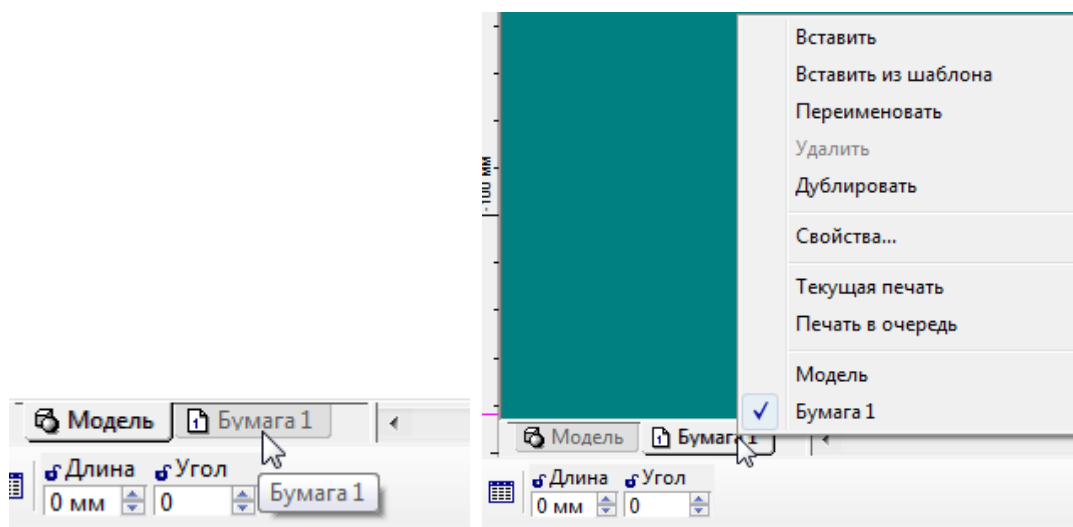 Модель
Бумага 1
Длина Угол
0 мм 0
Бумага 1
-100 мм
Вставить
Вставить из шаблона
Переименовать
Удалить
Дублировать
Свойства...
Текущая печать
Печать в очередь
Модель
Бумага 1
Модель
Бумага 1
Длина Угол
0 мм 0